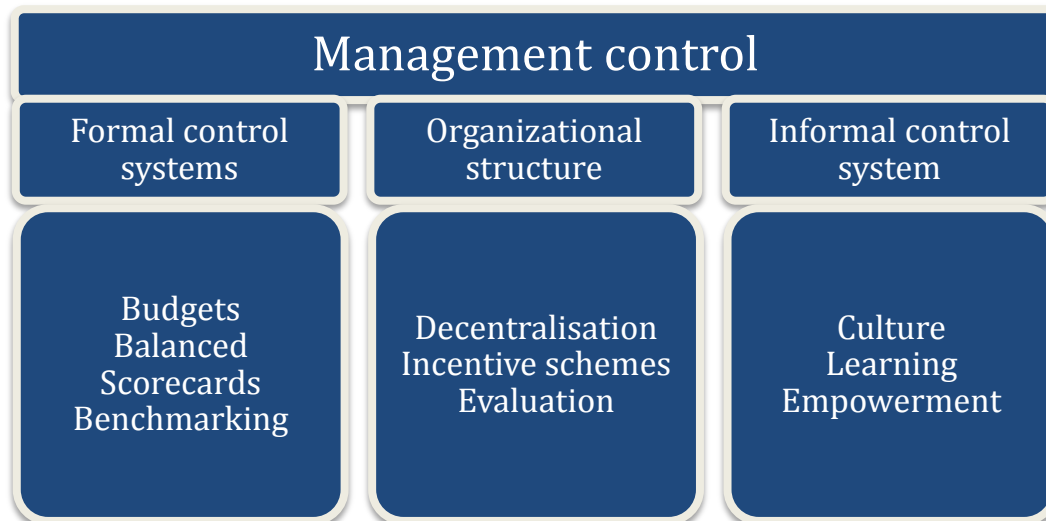 Management control
Formal control
systems
Organizational
structure
Informal control
system
Budgets
Balanced
Scorecards
Benchmarking
Decentralisation
Incentive schemes
Evaluation
Culture
Learning
Empowerment